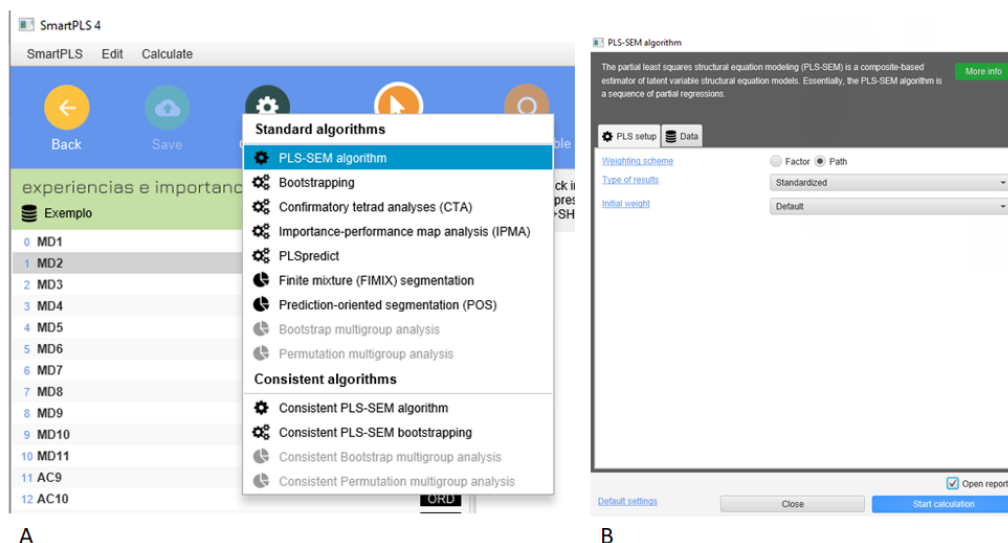 SmartPLS 4
SmartPLS Edit Calculate
Back
Save
experiencias e importanc
Exemplo
0 MD1
1 MD2
2 MD3
3 MD4
4 MD5
5 MD6
6 MD7
7 MD8
8 MD9
9 MD10
10 MD11
11 AC9
12 AC10
ORD
Standard algorithms
PLS-SEM algorithm
Bootstrapping
Confirmatory tetrad analyses (CTA)
Importance-performance map analysis (IPMA)
PLSpredict
Finite mixture (FIMIX) segmentation
Prediction-oriented segmentation (POS)
Bootstrap multigroup analysis
Permutation multigroup analysis
Consistent algorithms
Consistent PLS-SEM algorithm
Consistent PLS-SEM bootstrapping
Consistent Bootstrap multigroup analysis
Consistent Permutation multigroup analysis
A
PLS-SEM algorithm
The partial least squares structural equation modeling (PLS-SEM) is a composite-based
estimator of latent variable structural equation models. Essentially, the PLS-SEM algorithm is
a sequence of partial regressions.
More info
PLS setup Data
Weighting scheme Factor Path
Type of results Standardized
Initial weight Default
Open report
Default settings Close Start calculation
B